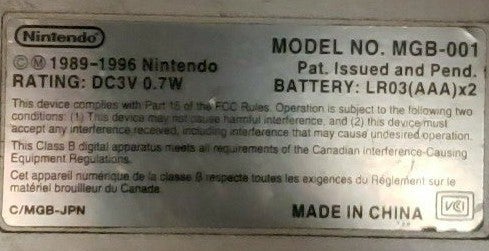 Nintendo
©Ⓜ 1989-1996 Nintendo
RATING: DC3V 0.7W
MODEL NO. MGB-001
Pat. Issued and Pend.
BATTERY: LR03(AAA)x2
This device complies with Part 15 of the FCC Rules. Operation is subject to the following two
conditions: (1) This device may not cause harmful interference, and (2) this device must
accept any interference received, including interference that may cause undesired operation.
This Class B digital apparatus meets all requirements of the Canadian Interference-Causing
Equipment Regulations.
Cet appareil numérique de la classe B respecte toutes les exigences du Règlement sur le
matériel brouilleur du Canada.
C/MGB-JPN
MADE IN CHINA
VCI